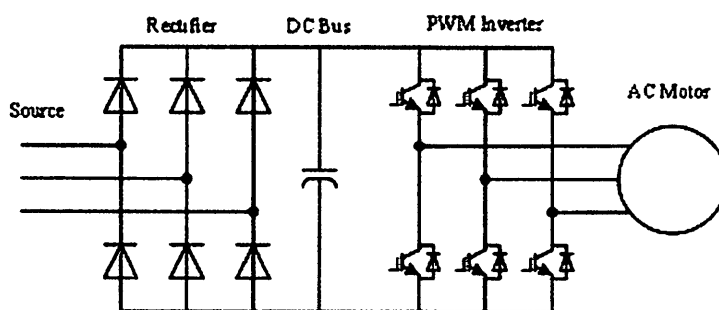 Rectifier
DC Bus
PWM Inverter
AC Motor
Source